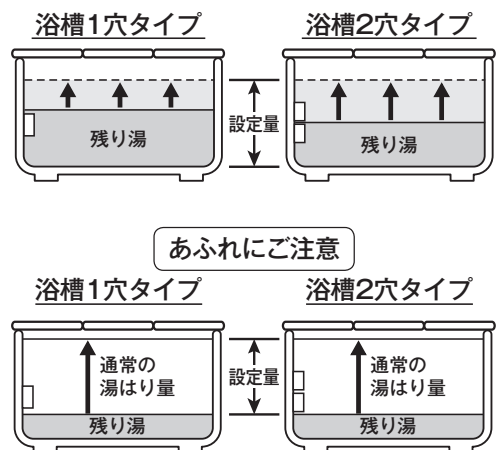 浴槽1穴タイプ 浴槽2穴タイプ
設定量
残り湯 残り湯
あふれにご注意
浴槽1穴タイプ 浴槽2穴タイプ
通常の
湯はり量
設定量
通常の
湯はり量
残り湯 残り湯